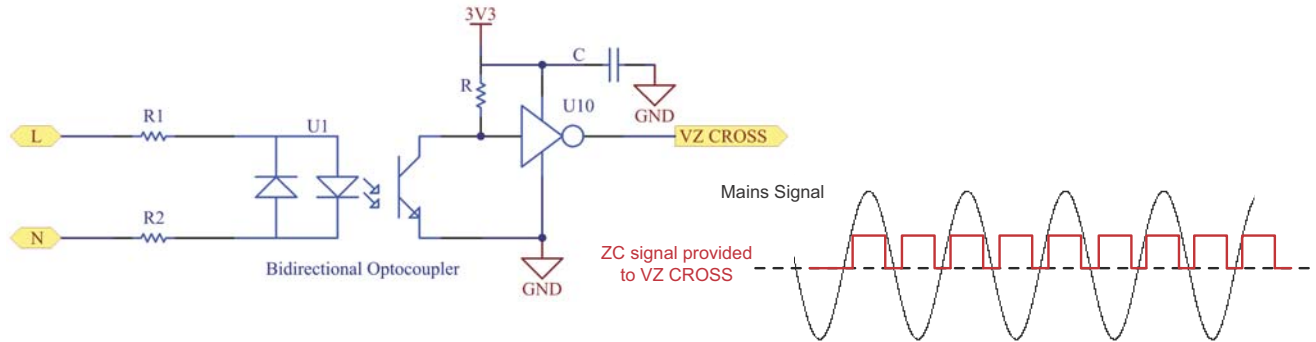 3V3
C
R
U10
GND
L
R1
U1
VZ CROSS
N
R2
Bidirectional Optocoupler
GND
Mains Signal
ZC signal provided
to VZ CROSS